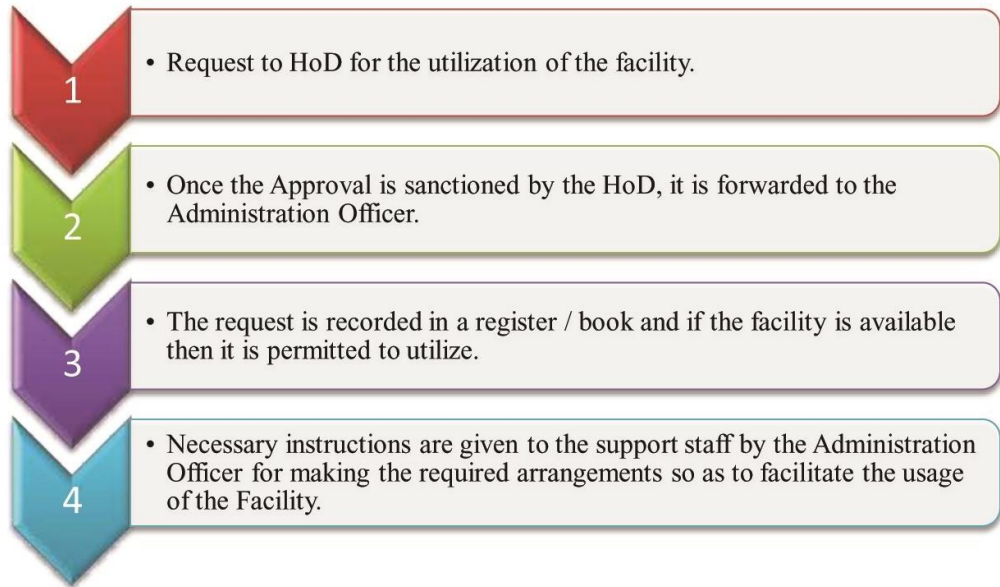 1
• Request to HoD for the utilization of the facility.
2
• Once the Approval is sanctioned by the HoD, it is forwarded to the
Administration Officer.
3
• The request is recorded in a register / book and if the facility is available
then it is permitted to utilize.
4
• Necessary instructions are given to the support staff by the Administration
Officer for making the required arrangements so as to facilitate the usage
of the Facility.